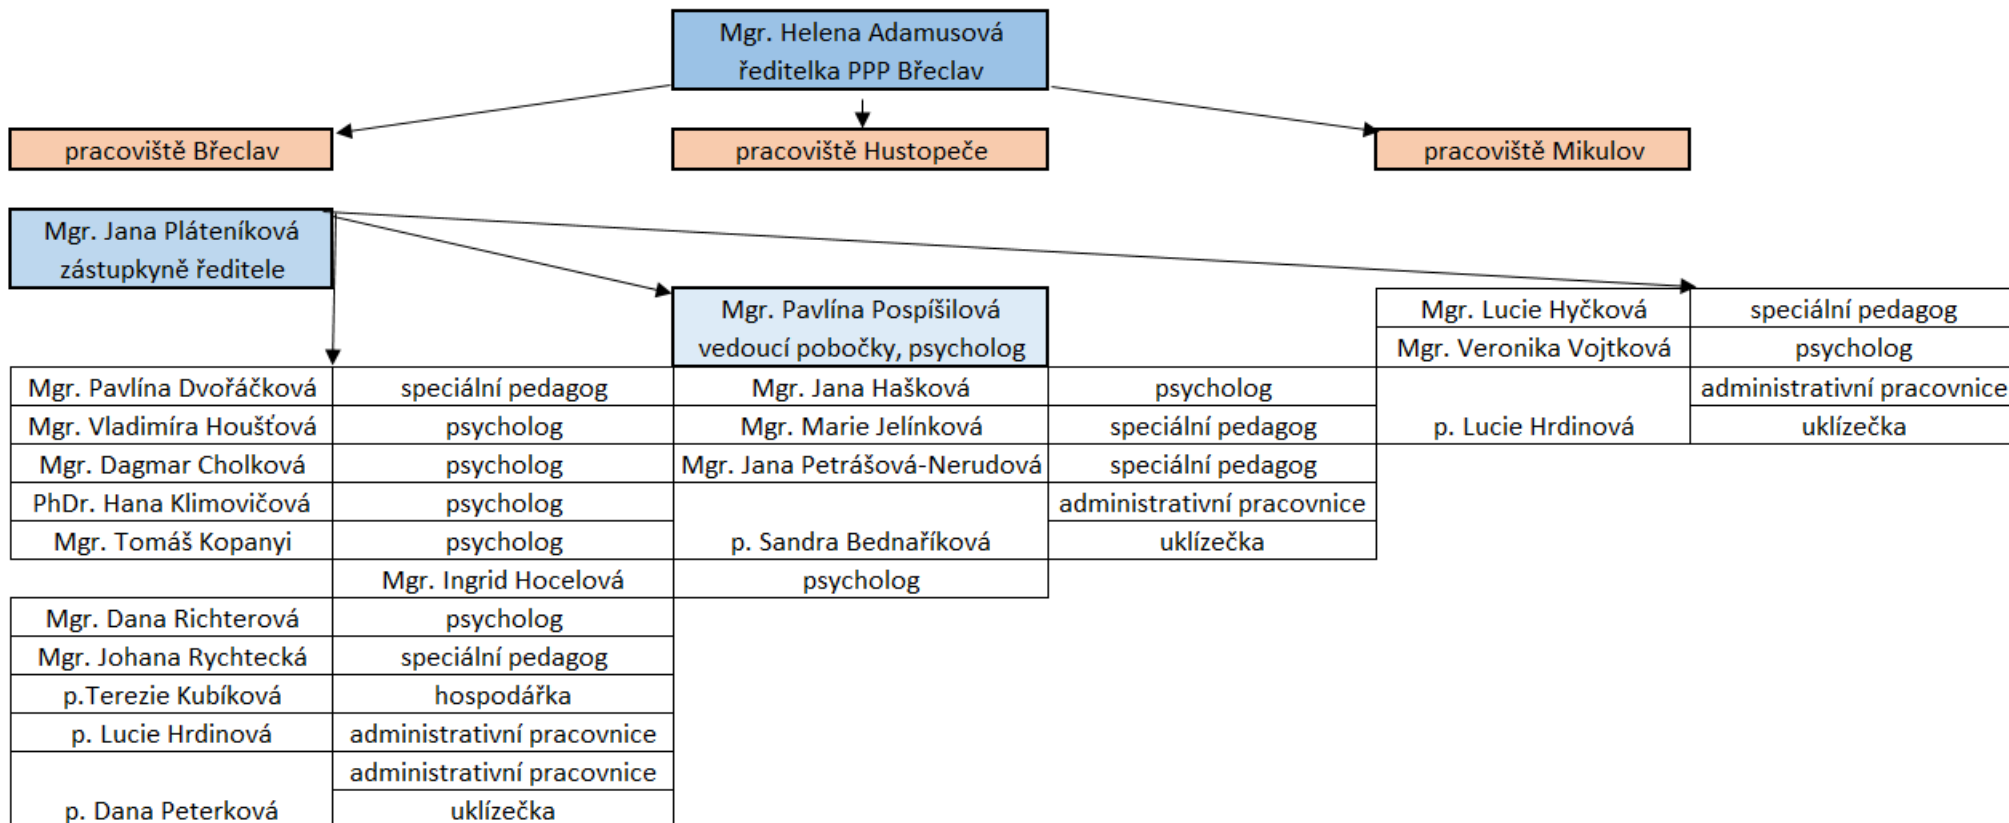 Mgr. Helena Adamusová
ředitelka PPP Břeclav
pracoviště Břeclav
pracoviště Hustopeče
pracoviště Mikulov
Mgr. Jana Pláteníková
zástupkyně ředitele
Mgr. Pavlína Pospíšilová
vedoucí pobočky, psycholog
Mgr. Lucie Hyčková speciální pedagog
Mgr. Veronika Vojtková psycholog
Mgr. Pavlína Dvořáčková speciální pedagog Mgr. Jana Hašková psycholog administrativní pracovnice
Mgr. Vladimíra Houšťová psycholog Mgr. Marie Jelínková speciální pedagog p. Lucie Hrdinová uklízečka
Mgr. Dagmar Cholková psycholog Mgr. Jana Petrášová-Nerudová speciální pedagog
PhDr. Hana Klimovičová psycholog administrativní pracovnice
Mgr. Tomáš Kopanyi psycholog p. Sandra Bednaříková uklízečka
Mgr. Ingrid Hocelová psycholog
Mgr. Dana Richterová psycholog
Mgr. Johana Rychtecká speciální pedagog
p.Terezie Kubíková hospodářka
p. Lucie Hrdinová administrativní pracovnice
administrativní pracovnice
p. Dana Peterková uklízečka